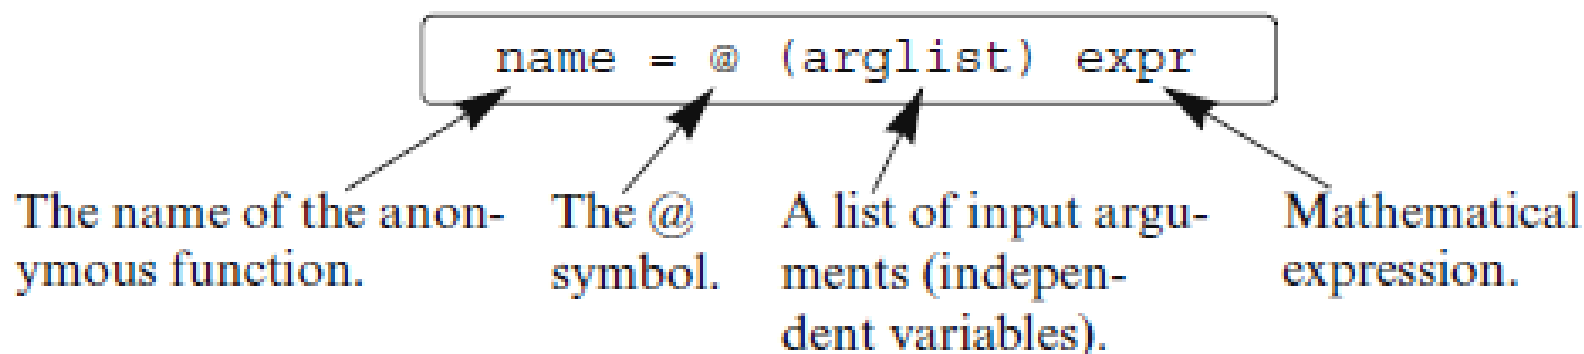 name = @ (arglist) expr
The name of the anon-
ymous function.
The @
symbol.
A list of input argu-
ments (indepen-
dent variables).
Mathematical
expression.